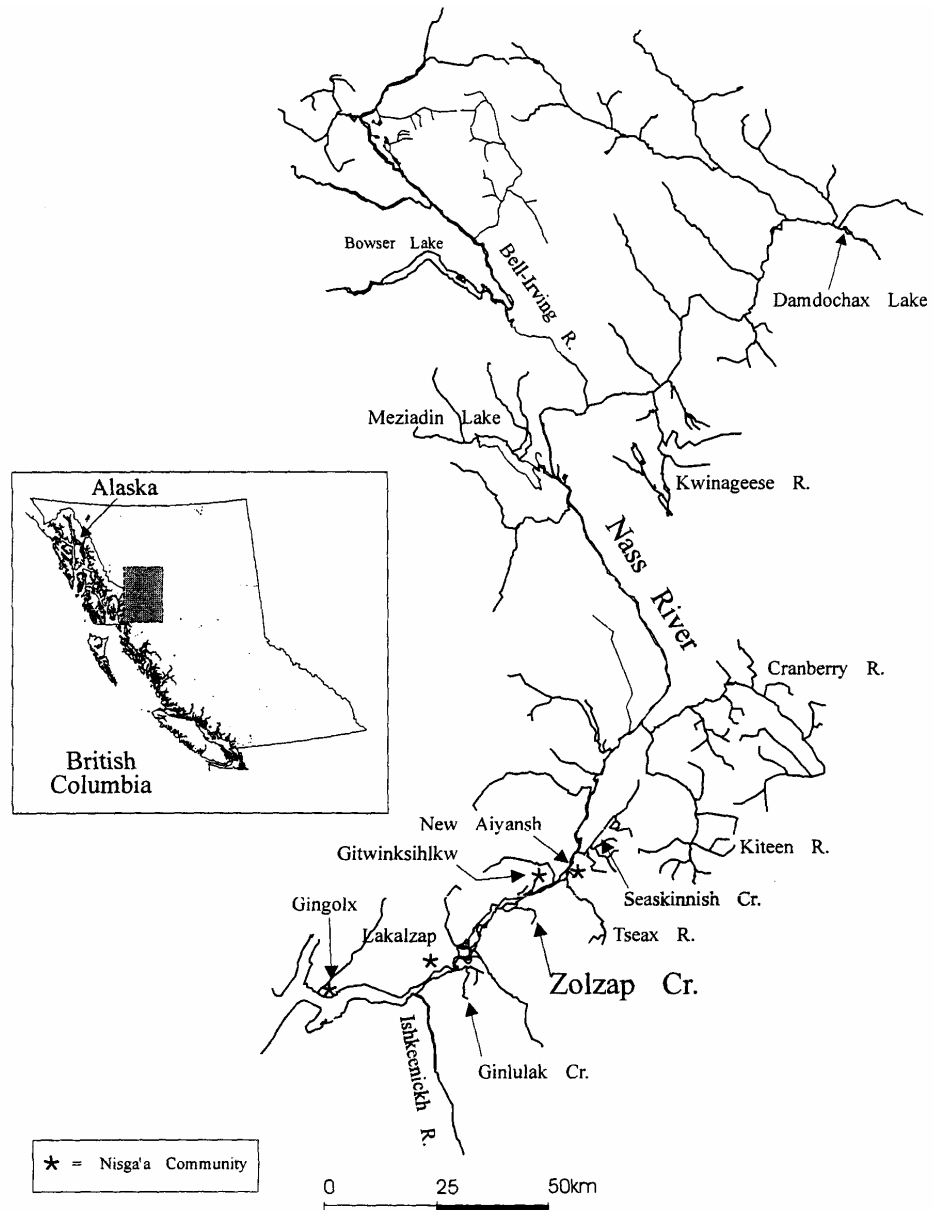 Bowser Lake
Bell-Irving R.
Damdochax Lake
Meziadin Lake
Kwinageese R.
Alaska
Nass River
Cranberry R.
British
Columbia
New Aiyansh
Gitwinksihlkw
Kiteen R.
Seaskinnish Cr.
Gingolx
Lakalzap
Tseax R.
Zolzap Cr.
Ishkeenickh R.
Ginlulak Cr.
* = Nisga'a Community
0 25 50km